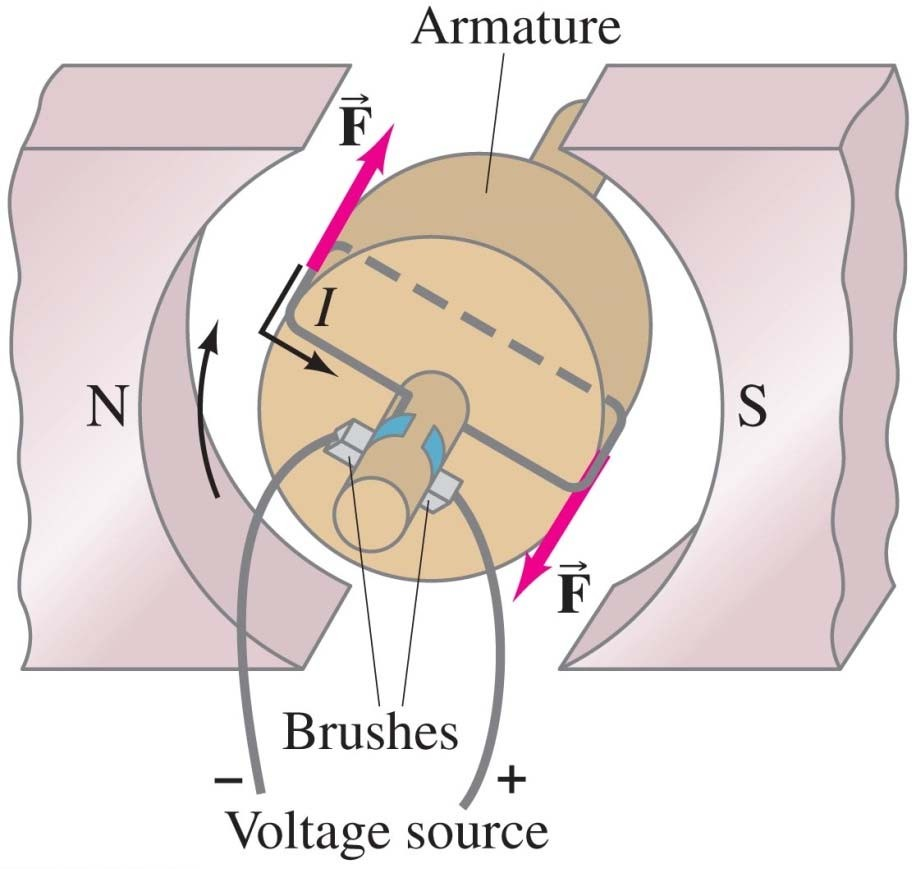 Armature
F
I
N
S
F
Brushes
− +
Voltage source